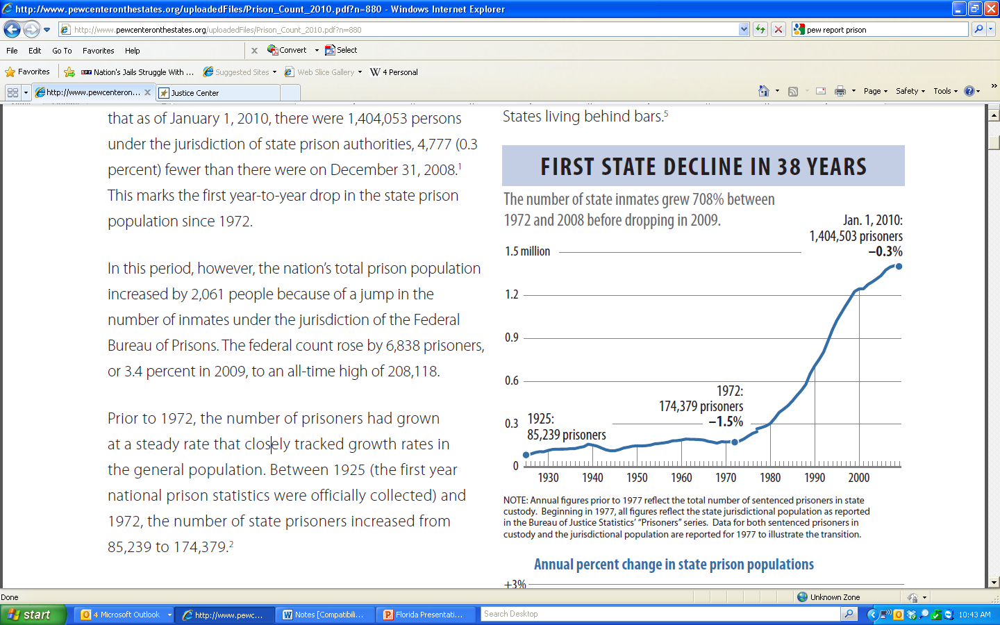 http://www.pewcenteronthestates.org/uploadedFiles/Prison_Count_2010.pdf?n=880 - Windows Internet Explorer
http://www.pewcenteronthestates.org/uploadedFiles/Prison_Count_2010.pdf?n=880
pew report prison
File Edit Go To Favorites Help
x Convert Select
Favorites
Nation's Jails Struggle With ...
Suggested Sites
Web Slice Gallery
W 4 Personal
http://www.pewcenteron... X
Justice Center
Page Safety Tools
»
that as of January 1, 2010, there were 1,404,053 persons
under the jurisdiction of state prison authorities, 4,777 (0.3
percent) fewer than there were on December 31, 2008.1
This marks the first year-to-year drop in the state prison
population since 1972.
In this period, however, the nation's total prison population
increased by 2,061 people because of a jump in the
number of inmates under the jurisdiction of the Federal
Bureau of Prisons. The federal count rose by 6,838 prisoners,
or 3.4 percent in 2009, to an all-time high of 208,118.
Prior to 1972, the number of prisoners had grown
at a steady rate that closely tracked growth rates in
the general population. Between 1925 (the first year
national prison statistics were officially collected) and
1972, the number of state prisoners increased from
85,239 to 174,379.2
States living behind bars.5
FIRST STATE DECLINE IN 38 YEARS
The number of state inmates grew 708% between
1972 and 2008 before dropping in 2009.
Jan. 1, 2010:
1,404,503 prisoners
–0.3%
1.5 million
1.2
0.9
0.6
1972:
174,379 prisoners
–1.5%
0.3
1925:
85,239 prisoners
0
1930 1940 1950 1960 1970 1980 1990 2000
NOTE: Annual figures prior to 1977 reflect the total number of sentenced prisoners in state
custody. Beginning in 1977, all figures reflect the state jurisdictional population as reported
in the Bureau of Justice Statistics' "Prisoners" series. Data for both sentenced prisoners in
custody and the jurisdictional population are reported for 1977 to illustrate the transition.
Annual percent change in state prison populations
+3%
Done
Unknown Zone
start
4 Microsoft Outlook
http://www.pewc...
Notes [Compatibili...
Florida Presentati...
Search Desktop
10:43 AM